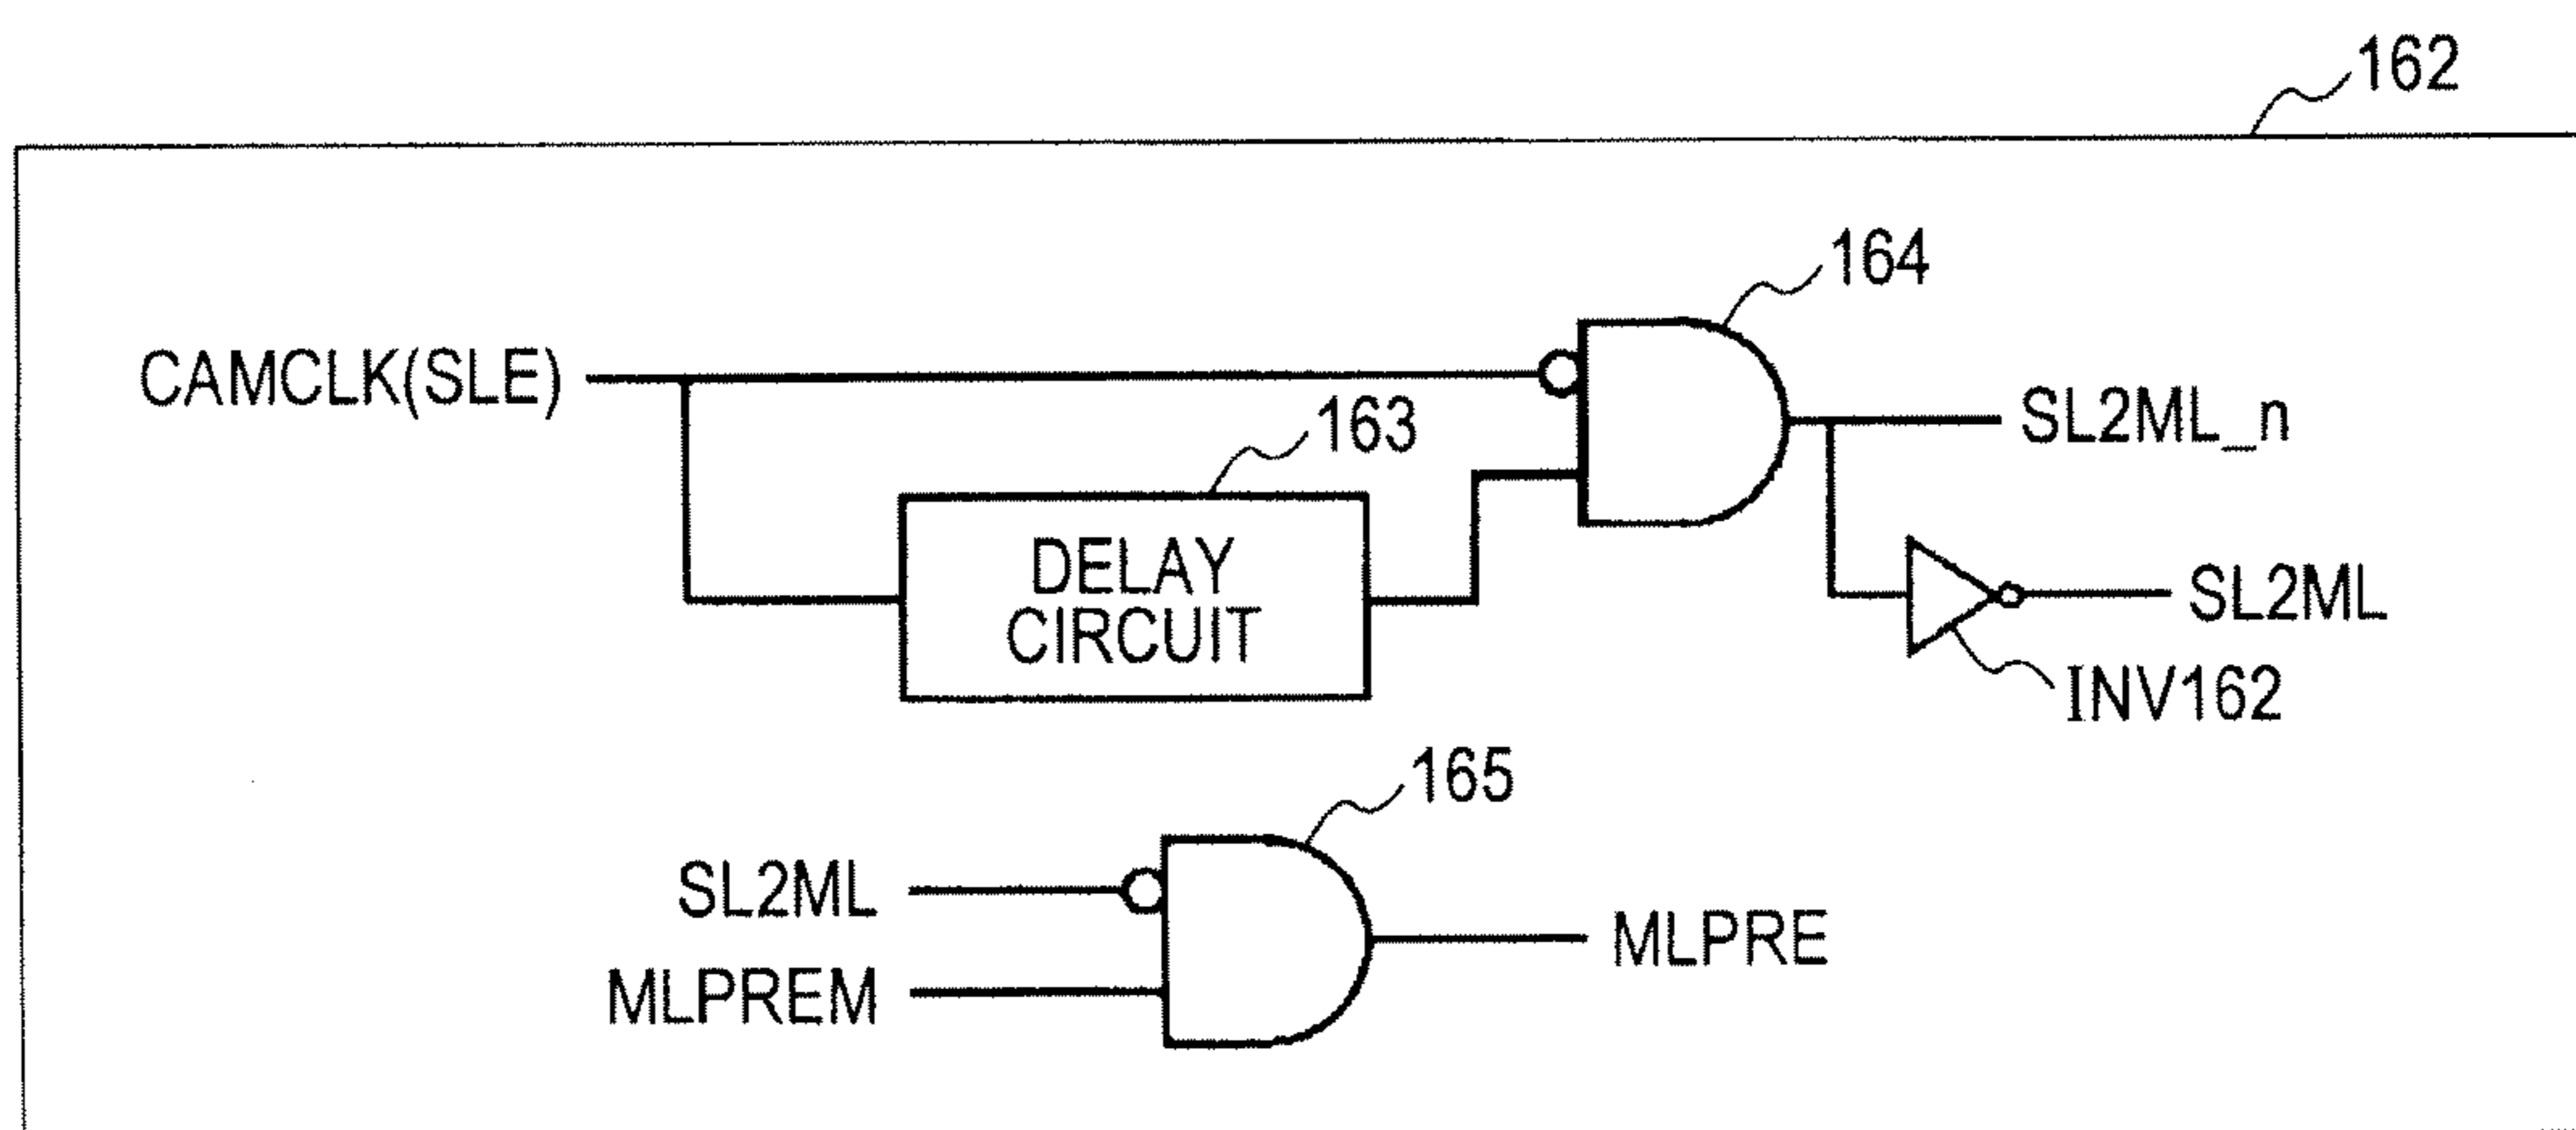 162
164
CAMCLK(SLE)
163
SL2ML_n
DELAY
CIRCUIT
SL2ML
INV162
165
SL2ML
MLPRE
MLPREM